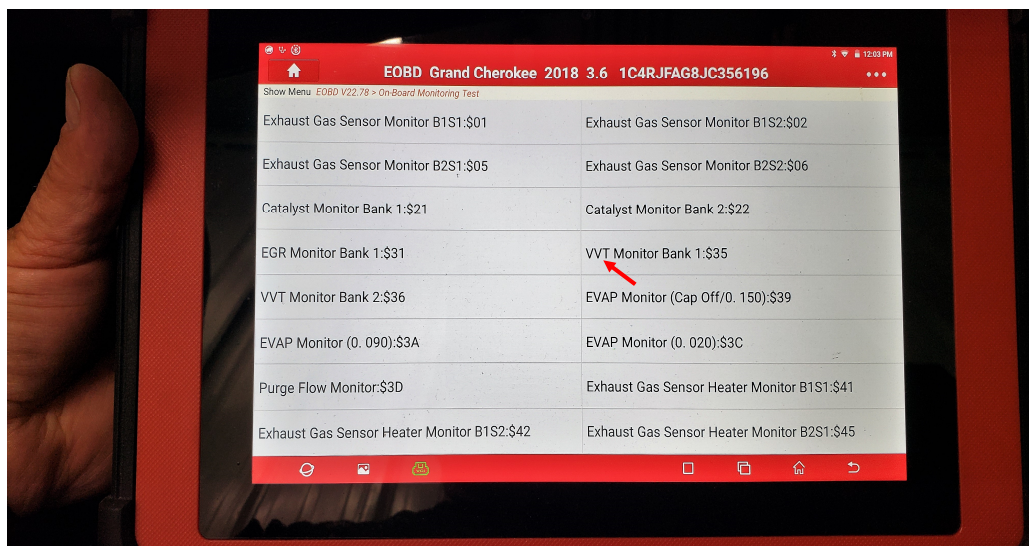 12:03 PM
EOBD Grand Cherokee 2018 3.6 1C4RJFAG8JC356196
Show Menu EOBD V22.78 > On-Board Monitoring Test
Exhaust Gas Sensor Monitor B1S1:$01
Exhaust Gas Sensor Monitor B1S2:$02
Exhaust Gas Sensor Monitor B2S1:$05
Exhaust Gas Sensor Monitor B2S2:$06
Catalyst Monitor Bank 1:$21
Catalyst Monitor Bank 2:$22
EGR Monitor Bank 1:$31
VVT Monitor Bank 1:$35
VVT Monitor Bank 2:$36
EVAP Monitor (Cap Off/0. 150):$39
EVAP Monitor (0. 090):$3A
EVAP Monitor (0. 020):$3C
Purge Flow Monitor:$3D
Exhaust Gas Sensor Heater Monitor B1S1:$41
Exhaust Gas Sensor Heater Monitor B1S2:$42
Exhaust Gas Sensor Heater Monitor B2S1:$45